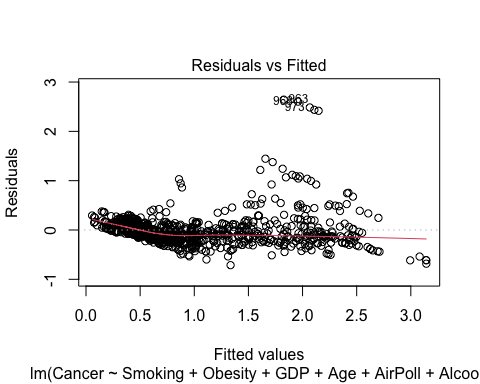 Residuals vs Fitted
3
2
1
0
-1
Residuals
963
973
0.0 0.5 1.0 1.5 2.0 2.5 3.0
Fitted values
lm(Cancer ~ Smoking + Obesity + GDP + Age + AirPoll + Alcoo